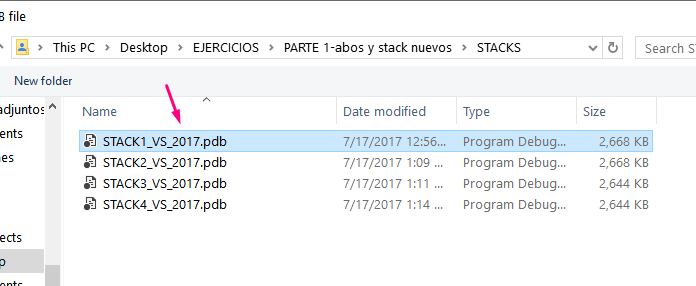 8 file
This PC > Desktop > EJERCICIOS > PARTE 1-abos y stack nuevos > STACKS
Search S
New folder
adjuntos
ents
nes
ects
p
ents
Name Date modified Type Size
STACK1_VS_2017.pdb 7/17/2017 12:56... Program Debug... 2,668 KB
STACK2_VS_2017.pdb 7/17/2017 1:09 ... Program Debug... 2,668 KB
STACK3_VS_2017.pdb 7/17/2017 1:11 ... Program Debug... 2,644 KB
STACK4_VS_2017.pdb 7/17/2017 1:14 ... Program Debug... 2,644 KB